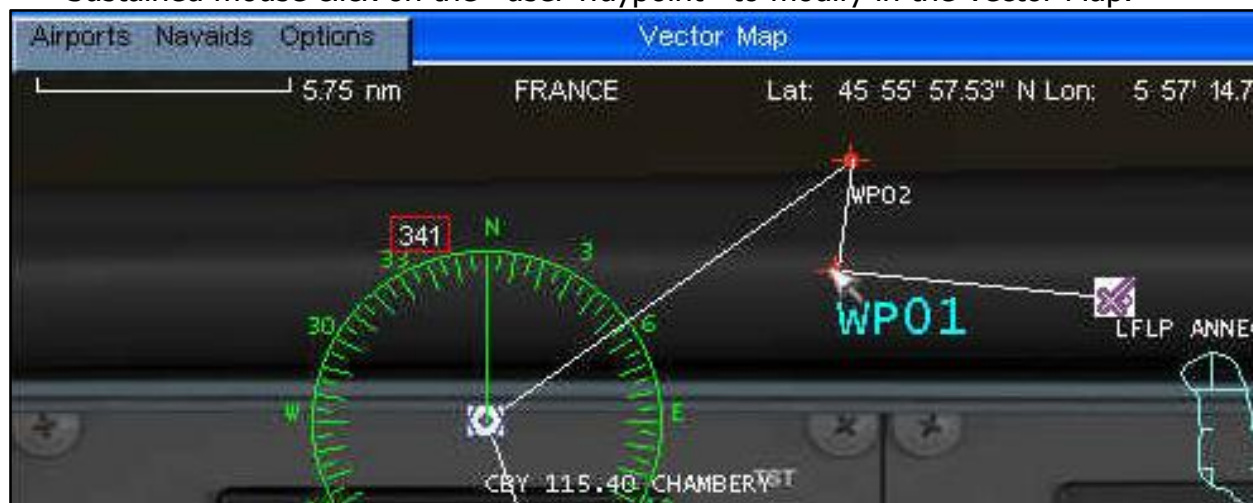 Sustained mouse click on the "user waypoint" to modify in the Vector Map.
Airports Navaids Options Vector Map
5.75 nm FRANCE Lat: 45 55' 57.53" N Lon: 5 57' 14.7
WP02
341 N
33 3
30 6
WP01
LFLP ANNE
W E
CBY 115.40 CHAMBERY
TST